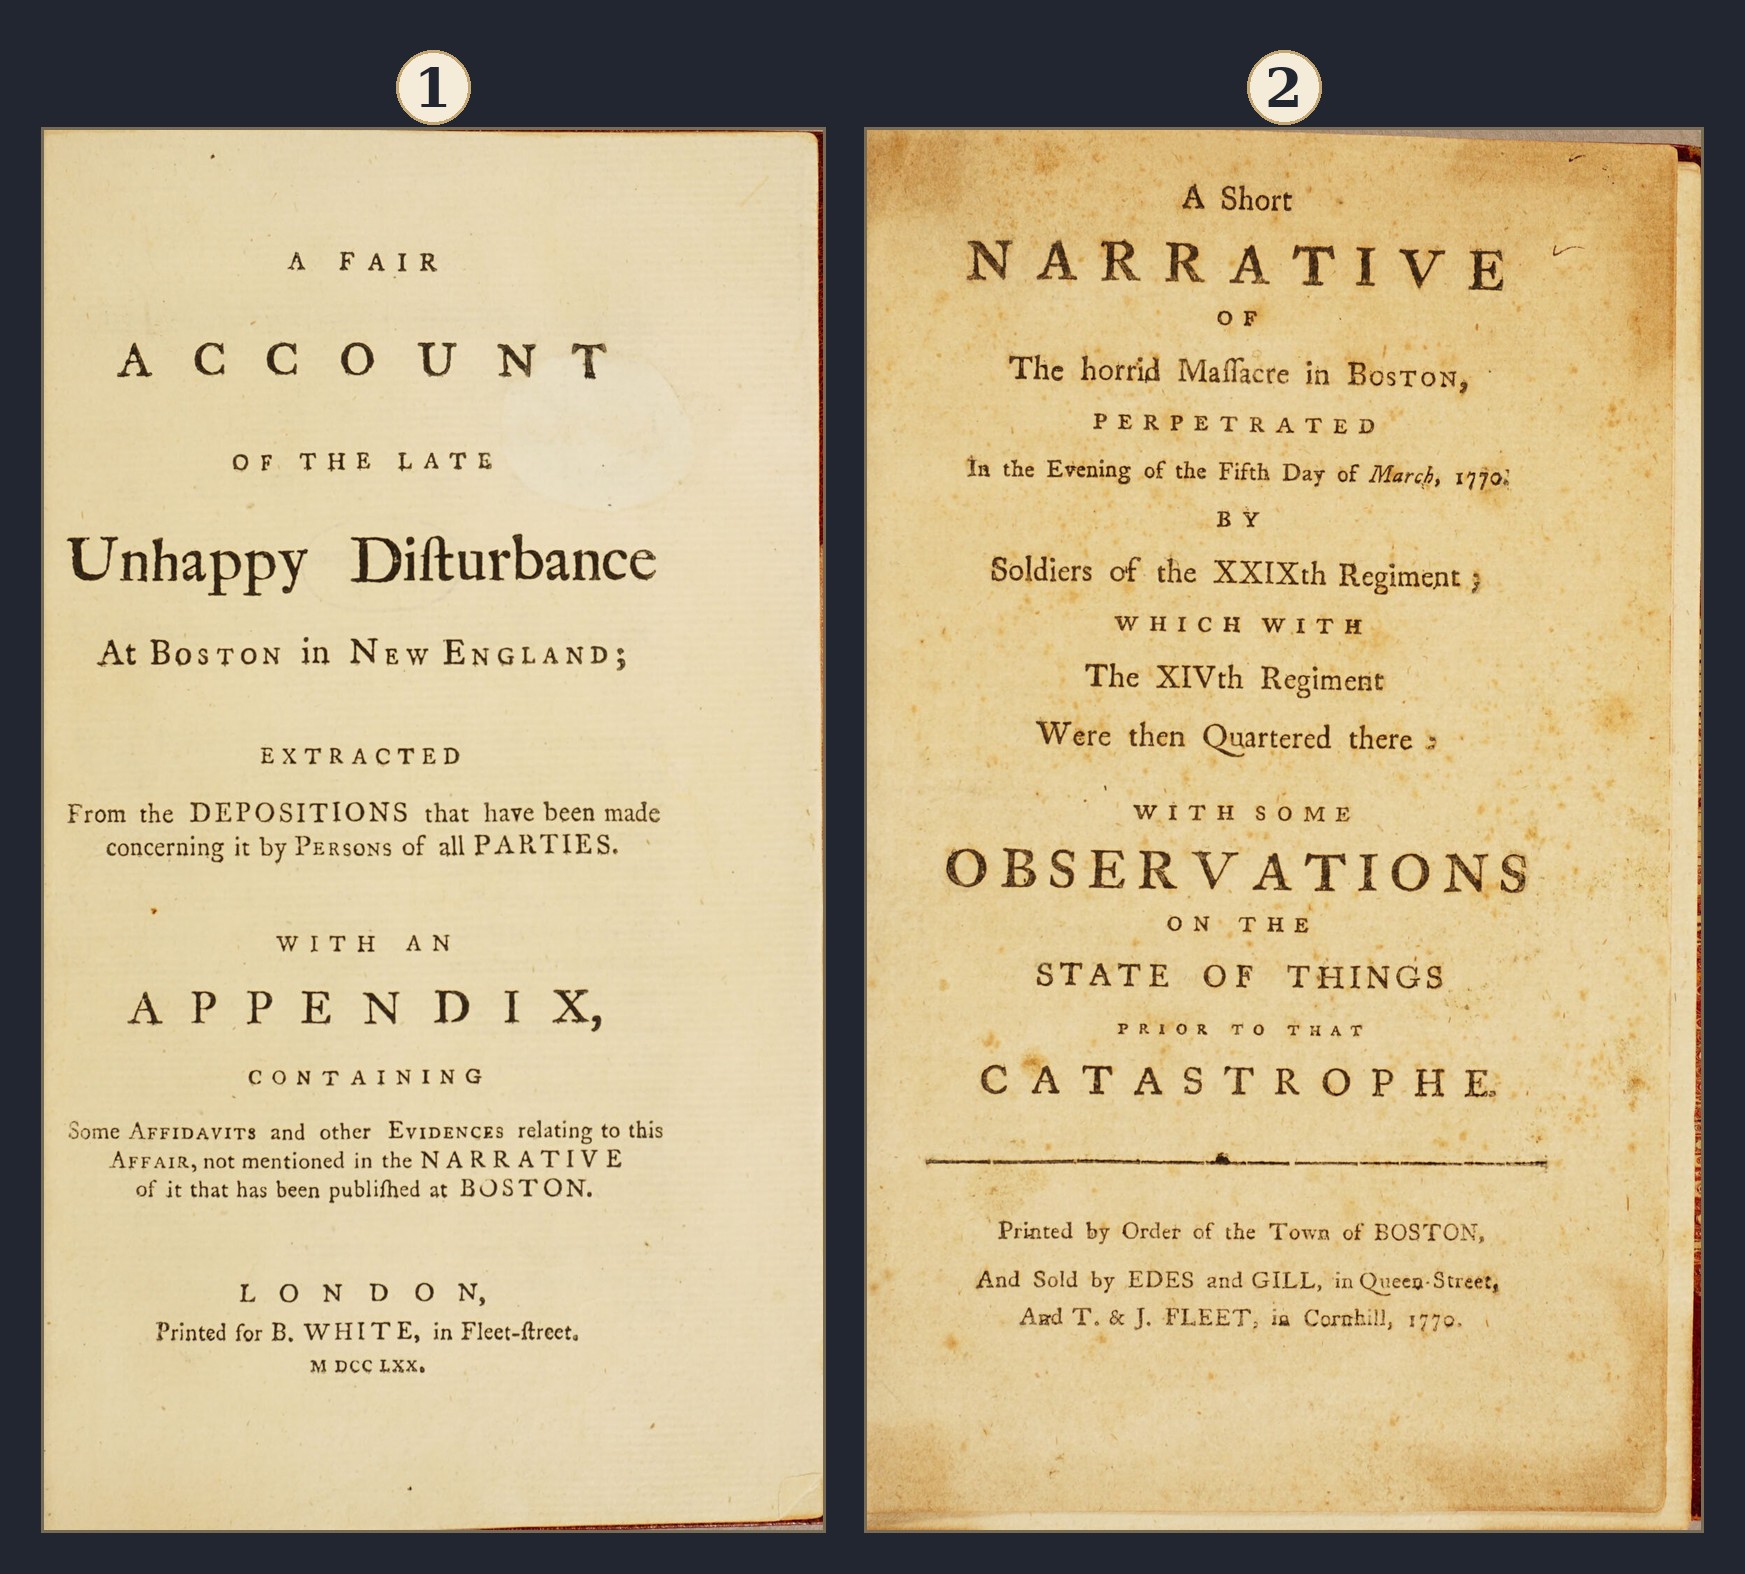 1
A FAIR
ACCOUNT
OF THE LATE
Unhappy Diſturbance
At BOSTON in NEW ENGLAND;
EXTRACTED
From the DEPOSITIONS that have been made
concerning it by PERSONS of all PARTIES.
WITH AN
APPENDIX,
CONTAINING
Some AFFIDAVITS and other EVIDENCES relating to this
AFFAIR, not mentioned in the NARRATIVE
of it that has been publiſhed at BOSTON.
LONDON,
Printed for B. WHITE, in Fleet-ſtreet.
M DCC LXX.
2
A Short
NARRATIVE
OF
The horrid Maſſacre in BOSTON,
PERPETRATED
In the Evening of the Fifth Day of March, 1770.
BY
Soldiers of the XXIXth Regiment;
WHICH WITH
The XIVth Regiment
Were then Quartered there:
WITH SOME
OBSERVATIONS
ON THE
STATE OF THINGS
PRIOR TO THAT
CATASTROPHE.
Printed by Order of the Town of BOSTON,
And Sold by EDES and GILL, in Queen-Street,
And T. & J. FLEET, in Cornhill, 1770.